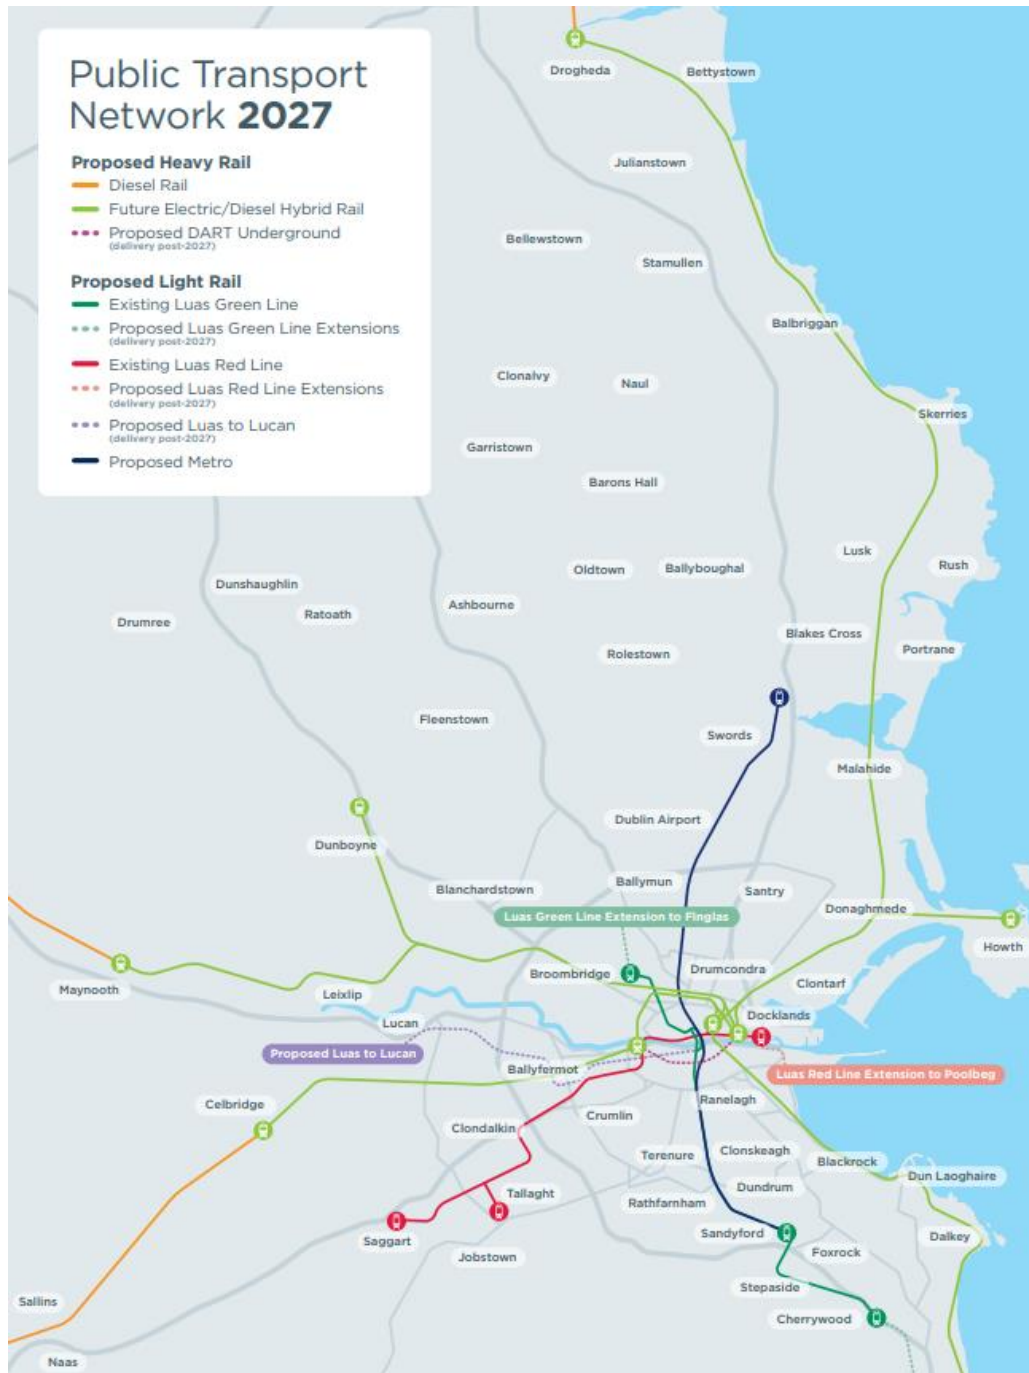 Public Transport
Network 2027
Proposed Heavy Rail
Diesel Rail
Future Electric/Diesel Hybrid Rail
Proposed DART Underground
(delivery post-2027)
Proposed Light Rail
Existing Luas Green Line
Proposed Luas Green Line Extensions
(delivery post-2027)
Existing Luas Red Line
Proposed Luas Red Line Extensions
(delivery post-2027)
Proposed Luas to Lucan
(delivery post-2027)
Proposed Metro
Drogheda
Bettystown
Julianstown
Bellewstown
Stamullen
Balbriggan
Clonalvy
Naul
Skerries
Garristown
Barons Hall
Lusk
Rush
Oldtown
Ballyboughal
Dunshaughlin
Ratoath
Ashbourne
Drumree
Blakes Cross
Portrane
Rolestown
Fleenstown
Swords
Malahide
Dublin Airport
Dunboyne
Blanchardstown
Ballymun
Santry
Donaghmede
Luas Green Line Extension to Finglas
Howth
Broombridge
Drumcondra
Clontarf
Maynooth
Leixlip
Docklands
Lucan
Proposed Luas to Lucan
Ballyfermot
Luas Red Line Extension to Poolbeg
Celbridge
Ranelagh
Crumlin
Clondalkin
Terenure
Clonskeagh
Blackrock
Dun Laoghaire
Dundrum
Tallaght
Rathfarnham
Saggart
Sandyford
Dalkey
Jobstown
Foxrock
Stepaside
Sallins
Cherrywood
Naas